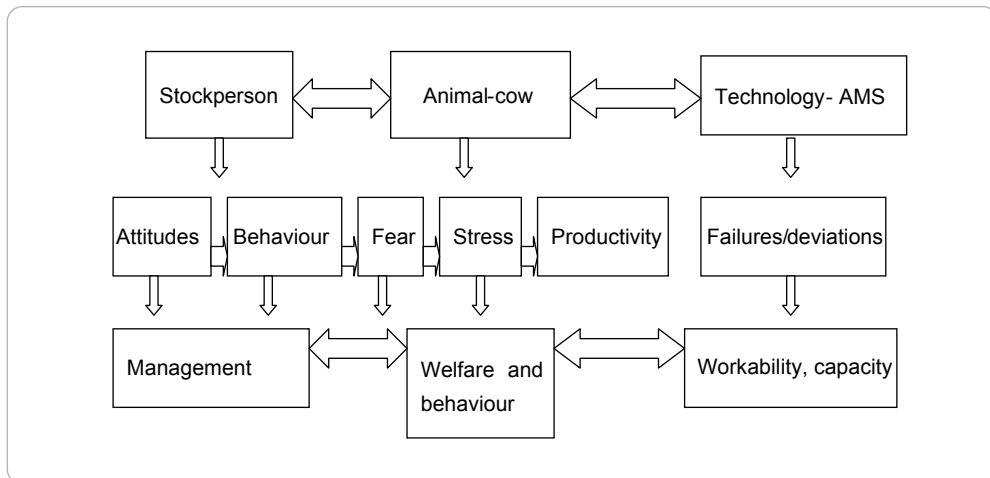 Stockperson
Animal-cow
Technology- AMS
Attitudes
Behaviour
Fear
Stress
Productivity
Failures/deviations
Management
Welfare and
behaviour
Workability, capacity